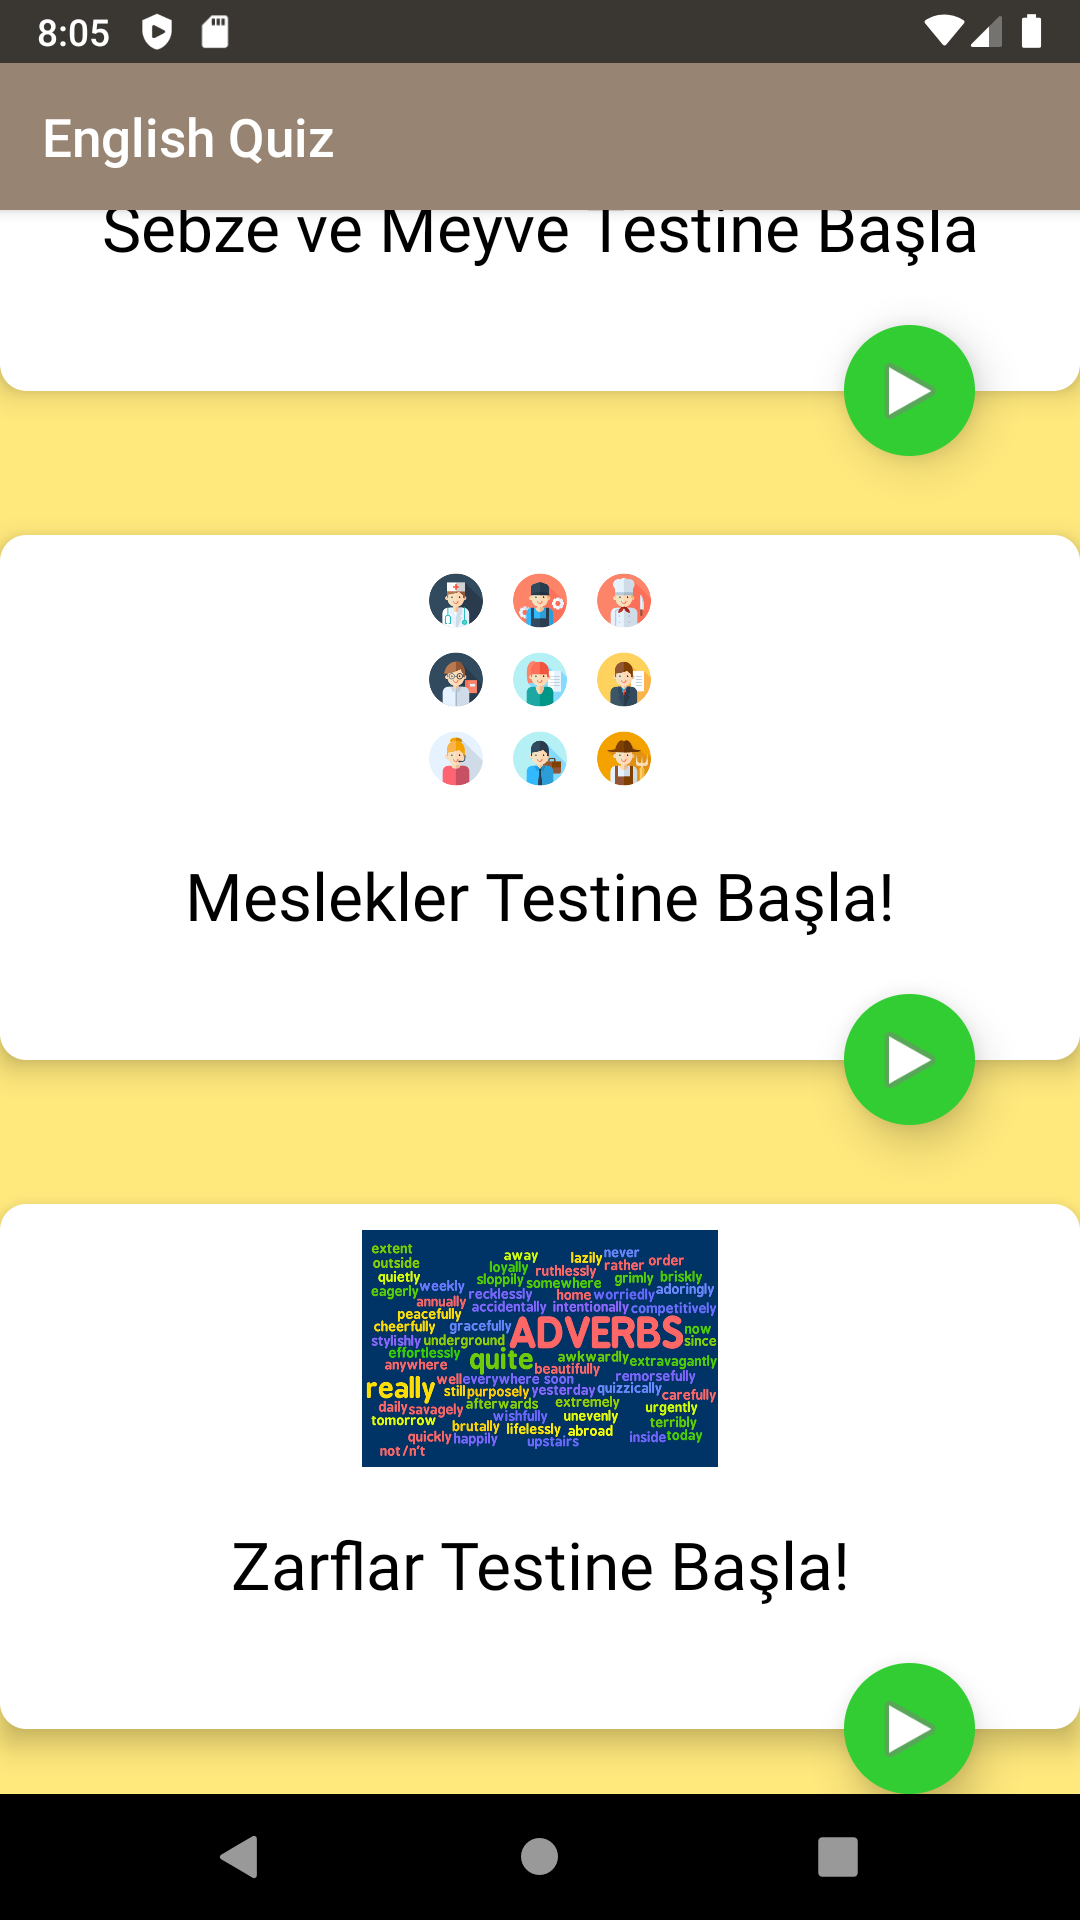 8:05
English Quiz
Sebze ve Meyve Testine Başla
Meslekler Testine Başla!
extent away lazily never
outside loyally ruthlessly rather order
quietly sloppily somewhere grimly briskly
eagerly weekly recklessly home worriedly adoringly
annually accidentally intentionally competitively
peacefully
cheerfully gracefully ADVERBS now
stylishly underground since
effortlessly quite awkwardly extravagantly
anywhere beautifully
really well everywhere soon remorsefully
still purposely yesterday quizzically carefully
daily savagely afterwards extremely urgently
tomorrow wishfully unevenly terribly
brutally lifelessly abroad
quickly happily upstairs inside today
not/n't
Zarflar Testine Başla!